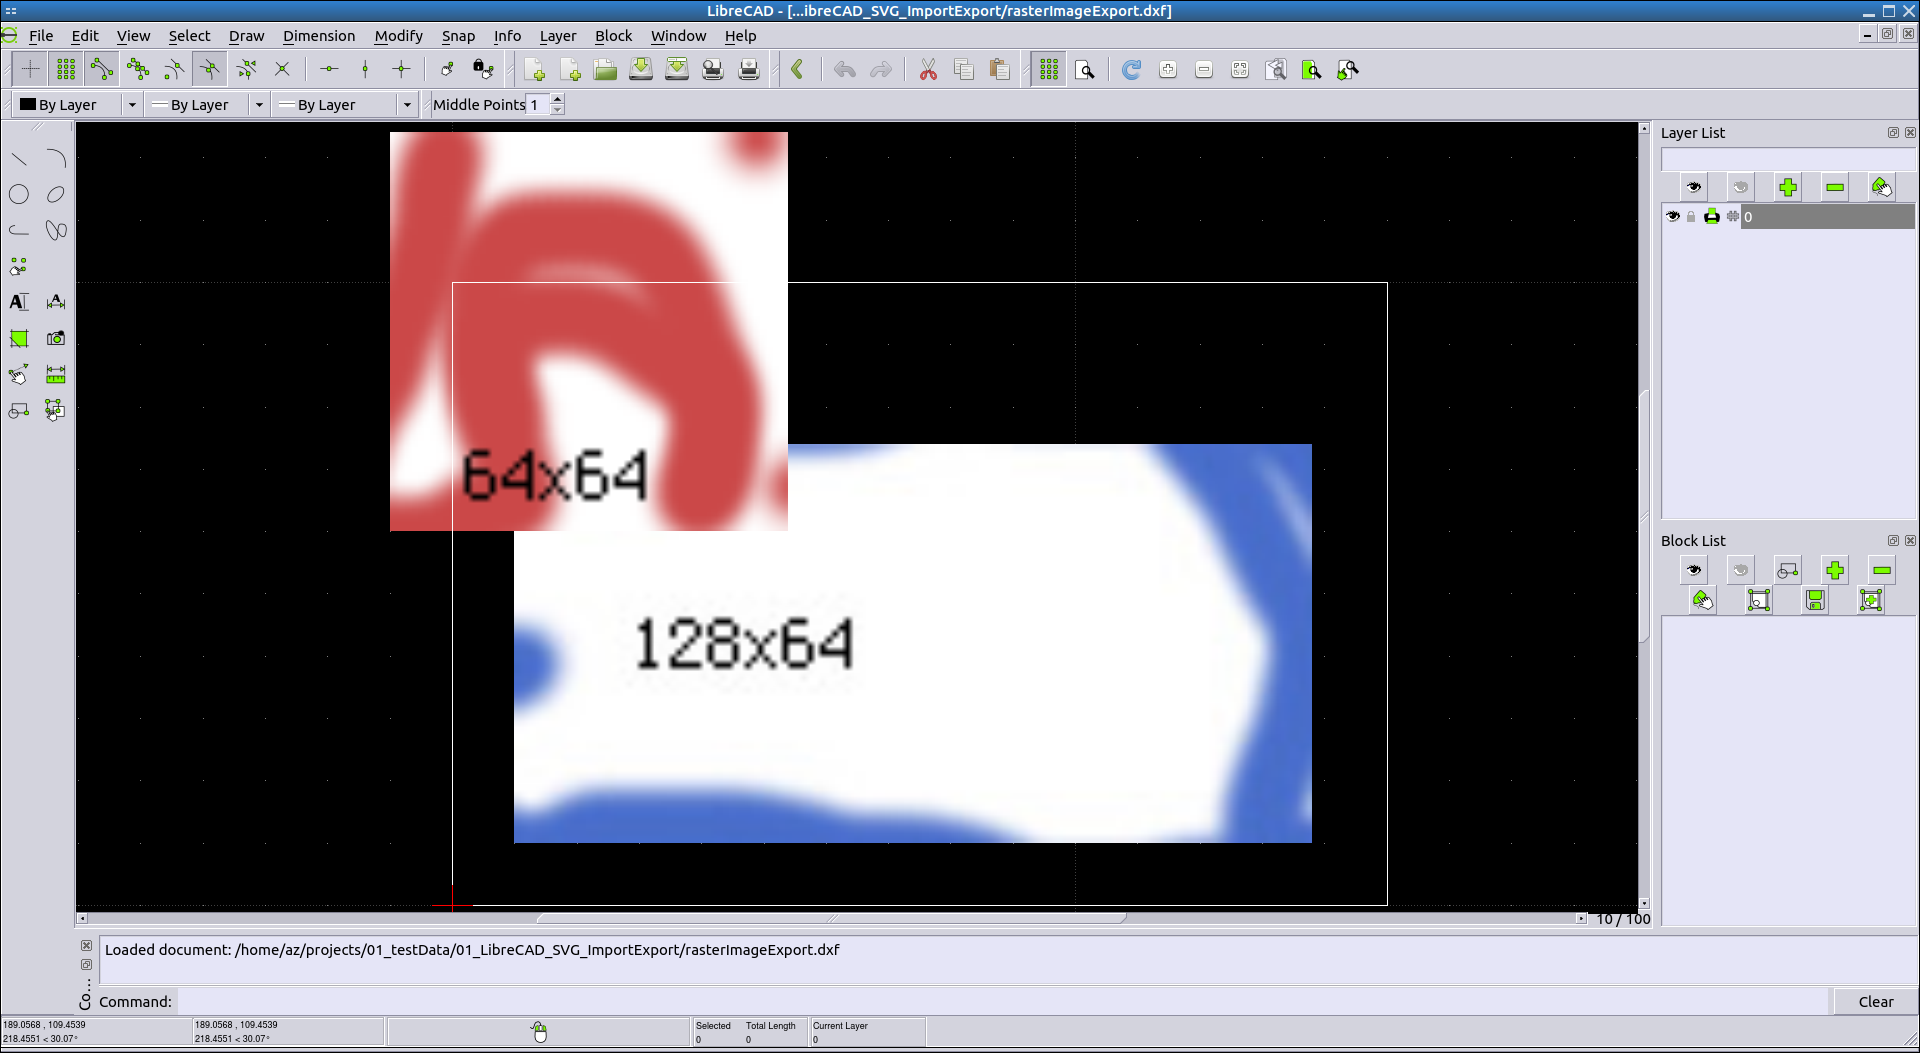 LibreCAD - [...ibreCAD_SVG_ImportExport/rasterImageExport.dxf]
File Edit View Select Draw Dimension Modify Snap Info Layer Block Window Help
By Layer By Layer By Layer Middle Points 1
Layer List
0
64x64
128x64
Block List
10 / 100
Loaded document: /home/az/projects/01_testData/01_LibreCAD_SVG_ImportExport/rasterImageExport.dxf
Co...
Command:
Clear
189.0568 , 109.4539 189.0568 , 109.4539 Selected Total Length Current Layer
218.4551 < 30.07° 218.4551 < 30.07° 0 0 0